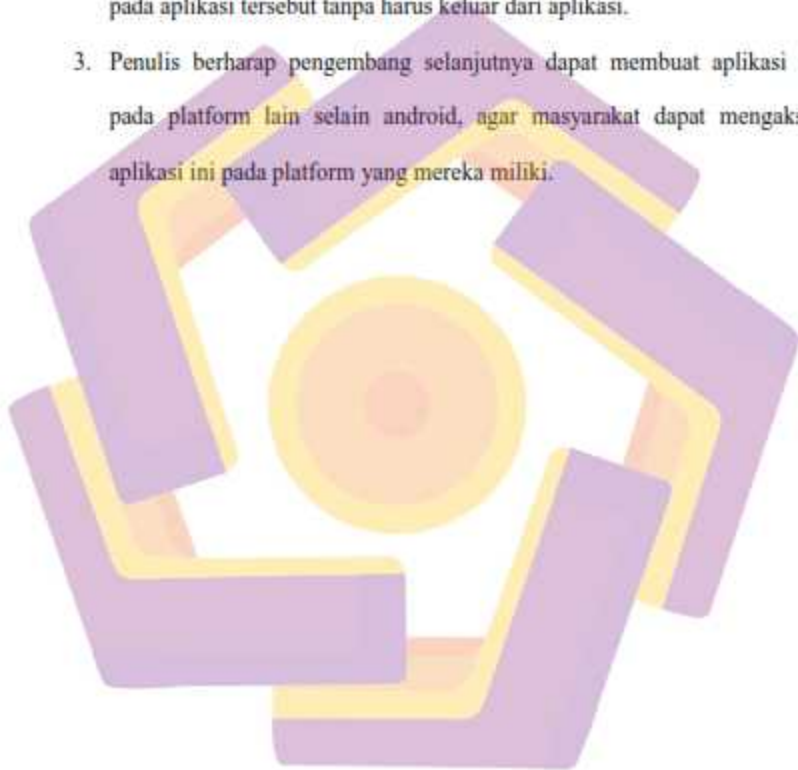 pada aplikasi tersebut tanpa harus keluar dari aplikasi.
3. Penulis berharap pengembang selanjutnya dapat membuat aplikasi
pada platform lain selain android, agar masyarakat dapat
aplikasi ini pada platform yang mereka miliki.